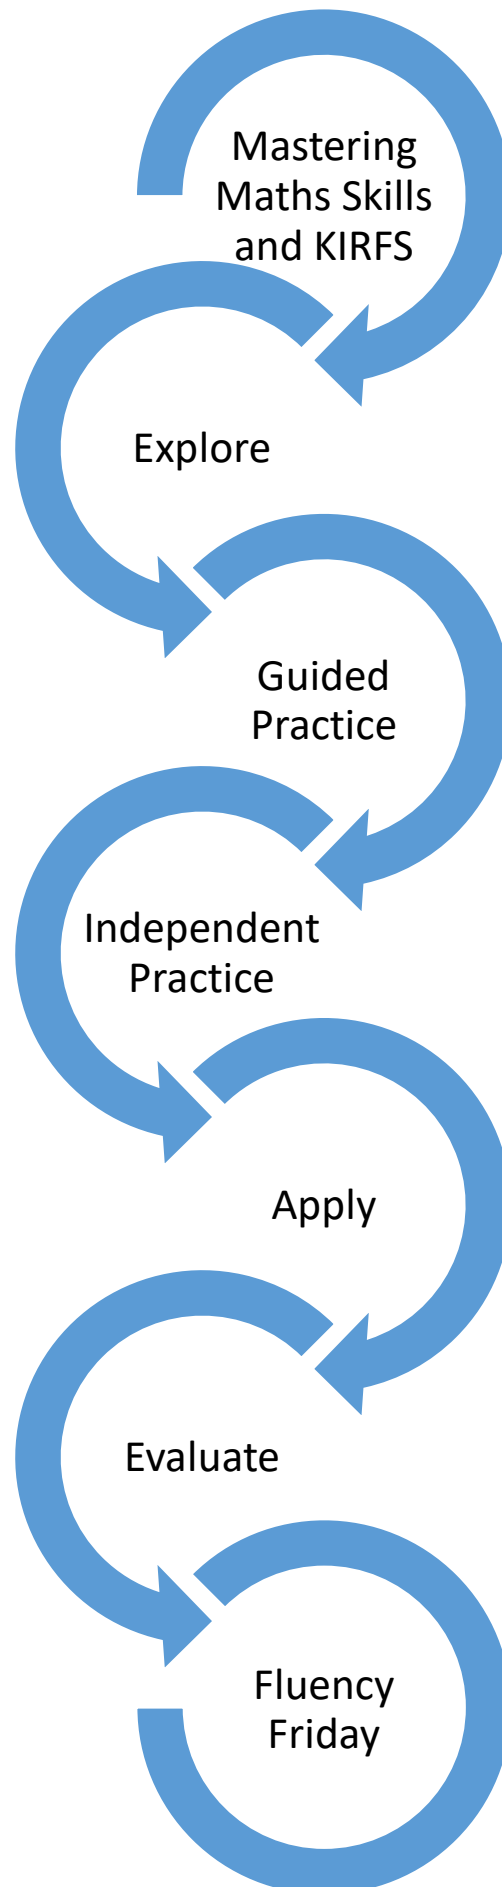 Mastering
Maths Skills
and KIRFS
Explore
Guided
Practice
Independent
Practice
Apply
Evaluate
Fluency
Friday